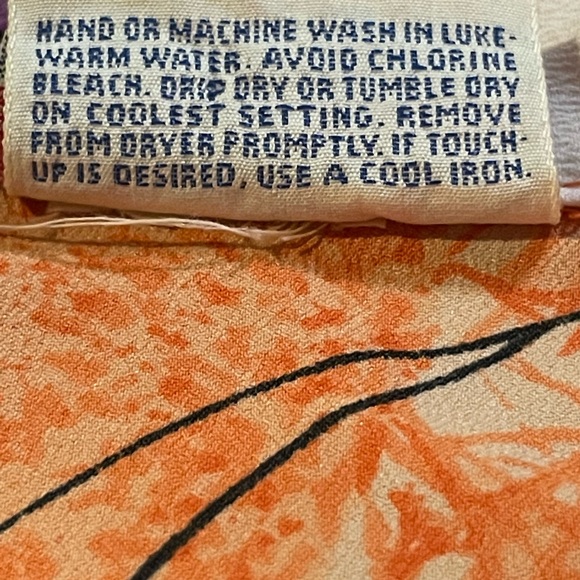 HAND OR MACHINE WASH IN LUKE-
WARM WATER. AVOID CHLORINE
BLEACH. DRIP DRY OR TUMBLE DRY
ON COOLEST SETTING. REMOVE
FROM DRYER PROMPTLY. IF TOUCH-
UP IS DESIRED, USE A COOL IRON.